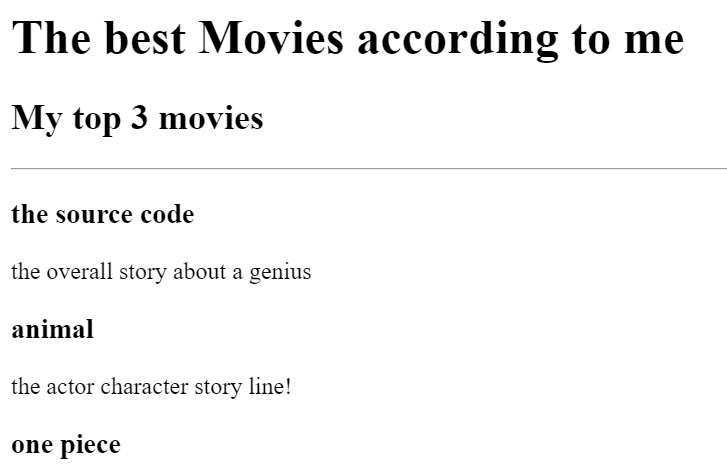 The best Movies according to me
My top 3 movies
the source code
the overall story about a genius
animal
the actor character story line!
one piece